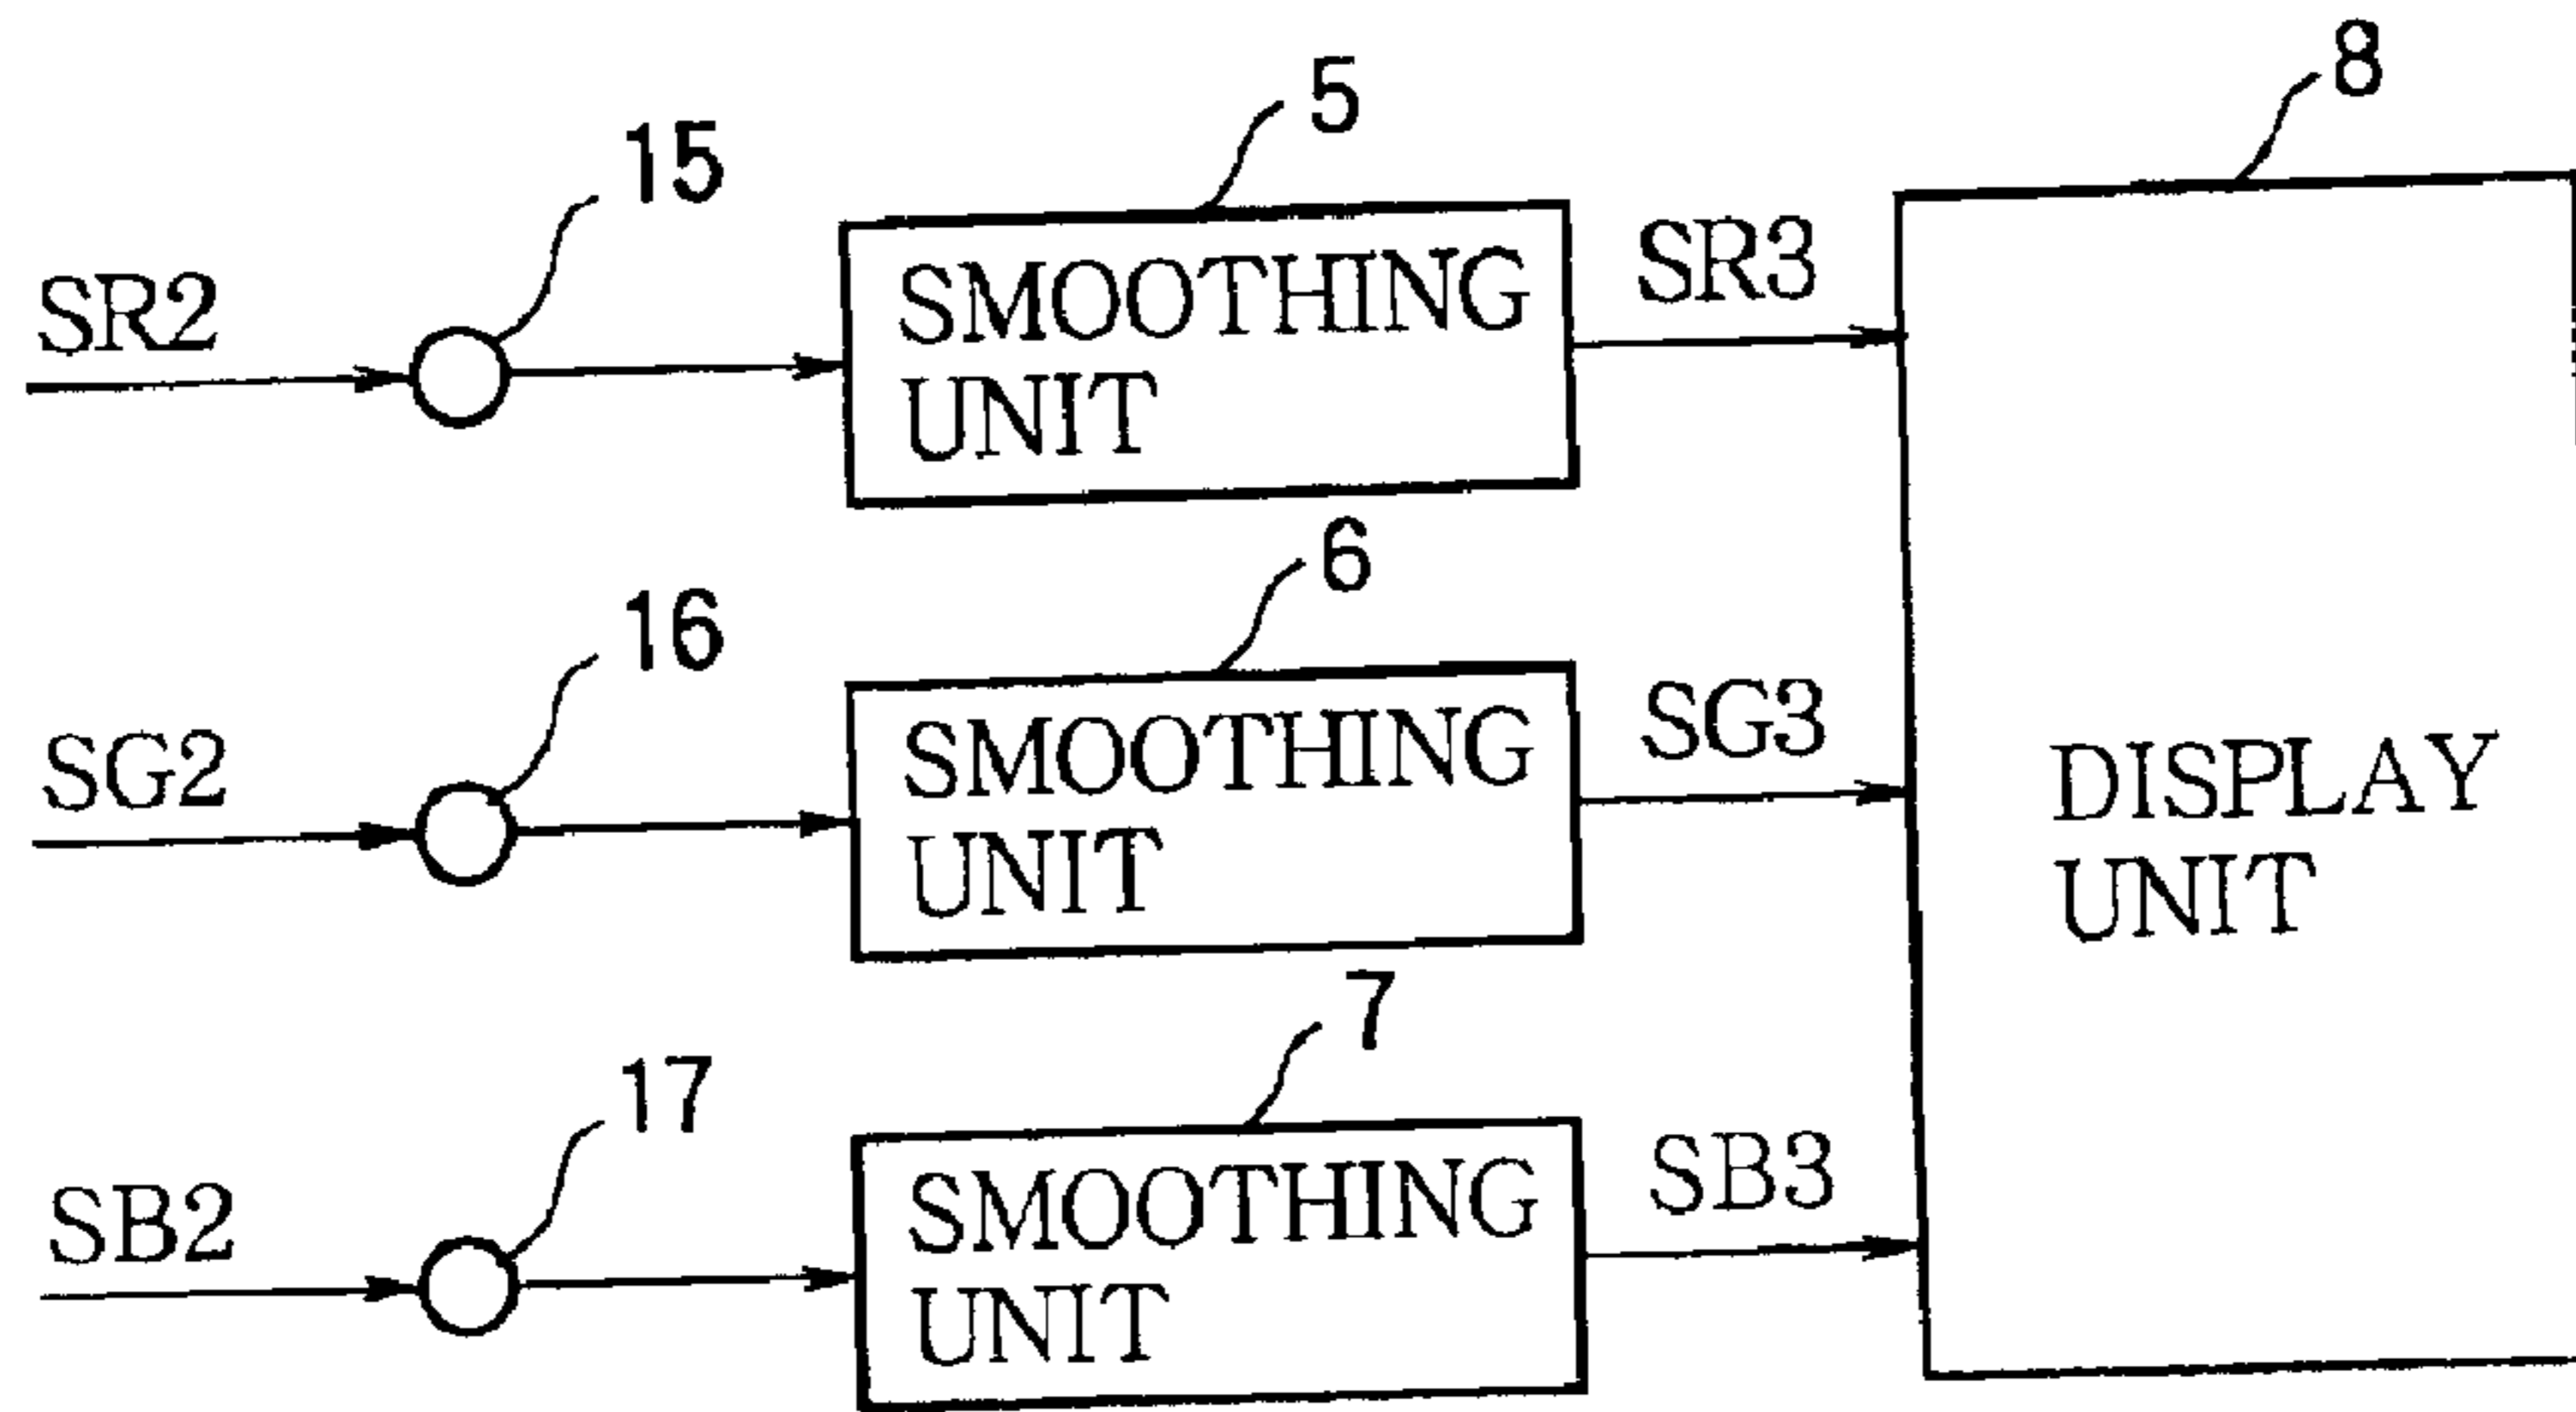 8
5
15
SR2
SMOOTHING
UNIT
SR3
6
16
SG2
SMOOTHING
UNIT
SG3
DISPLAY
UNIT
7
17
SB2
SMOOTHING
UNIT
SB3